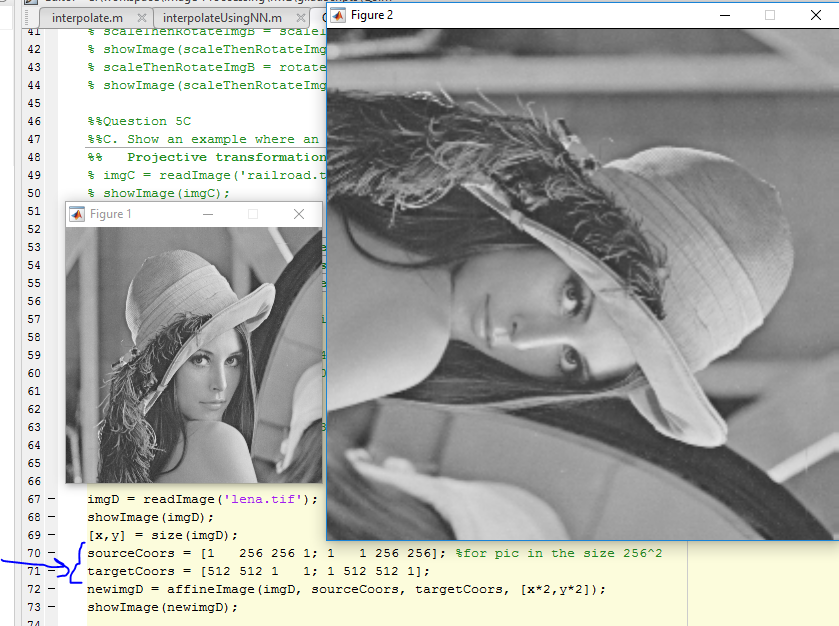 interpolate.m
interpolateUsingNN.m
Figure 2
41 % scaleThenRotateImgB = scaleI
42 % showImage(scaleThenRotateImg
43 % scaleThenRotateImgB = rotate
44 % showImage(scaleThenRotateImg
45
46 %%Question 5C
47 %%C. Show an example where an
48 %% Projective transformation
49 % imgC = readImage('railroad.t
50 % showImage(imgC);
51
Figure 1
52
53
54
55
56
57
58
59
60
61
62
63
64
65
66
67 – imgD = readImage('lena.tif');
68 – showImage(imgD);
69 – [x,y] = size(imgD);
70 – sourceCoors = [1 256 256 1; 1 1 256 256]; %for pic in the size 256^2
71 – targetCoors = [512 512 1 1; 1 512 512 1];
72 – newimgD = affineImage(imgD, sourceCoors, targetCoors, [x*2,y*2]);
73 – showImage(newimgD);
74